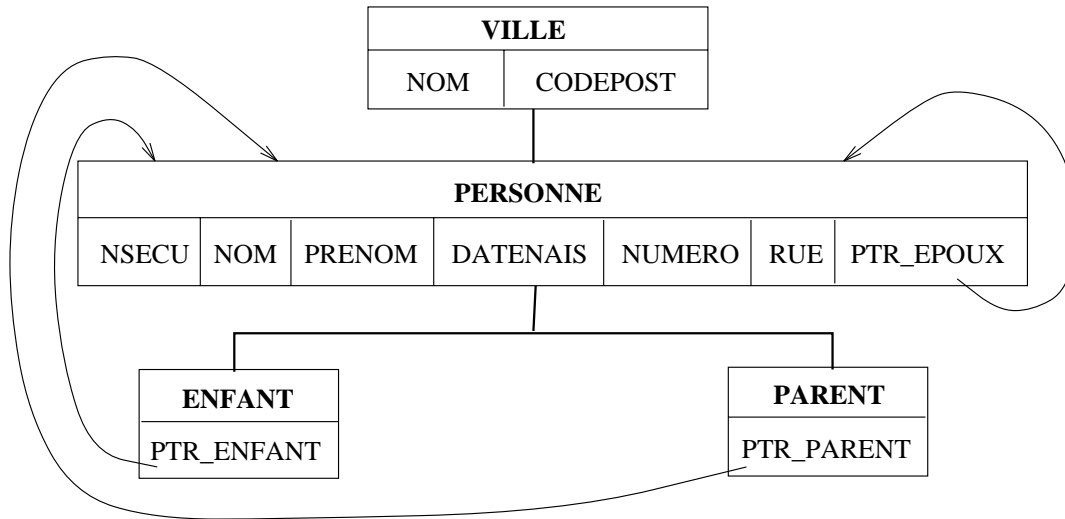 VILLE
NOM CODEPOST
PERSONNE
NSECU NOM PRENOM DATENAIS NUMERO RUE PTR_EPOUX
ENFANT
PTR_ENFANT
PARENT
PTR_PARENT